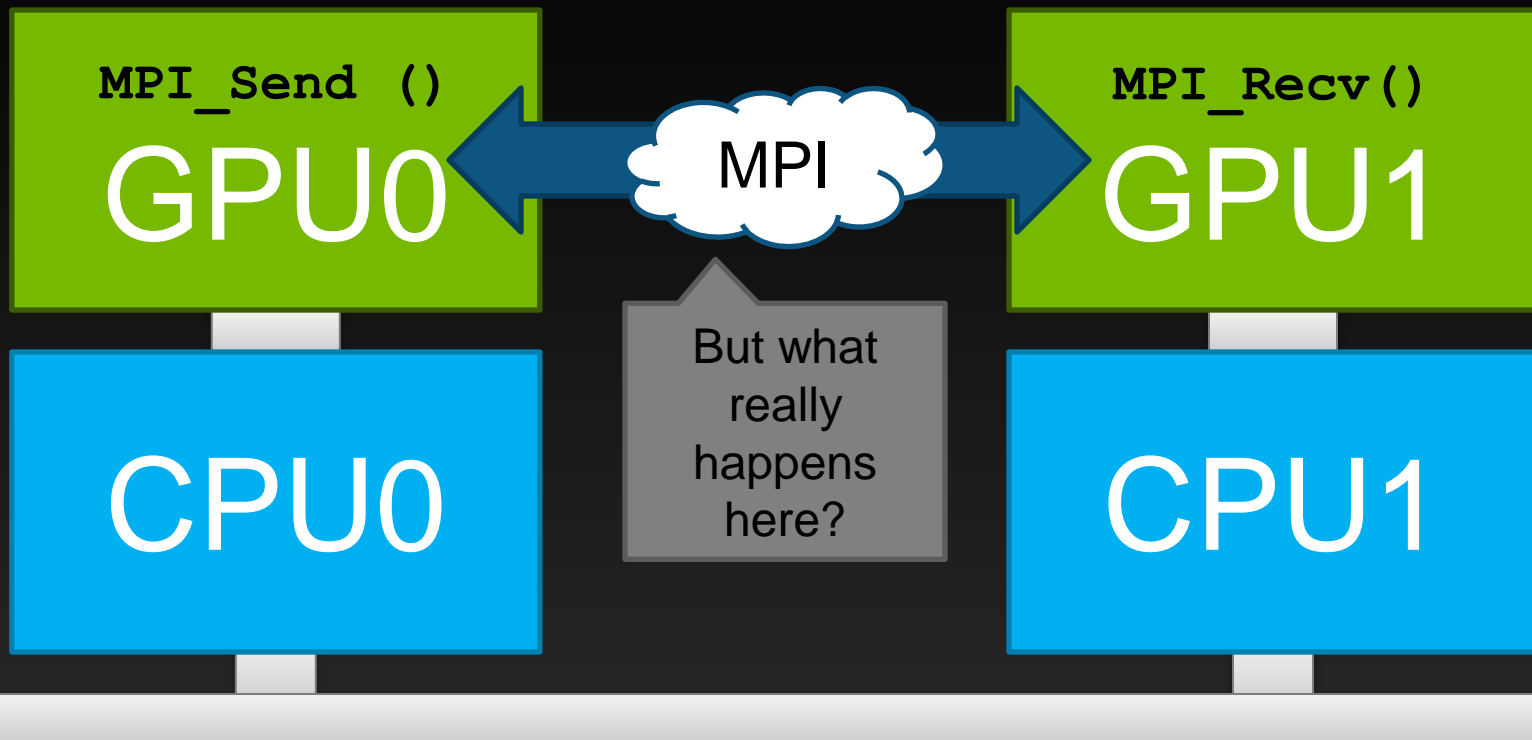 MPI_Send ()
GPU0
MPI
MPI_Recv()
GPU1
But what
really
happens
here?
CPU0
CPU1